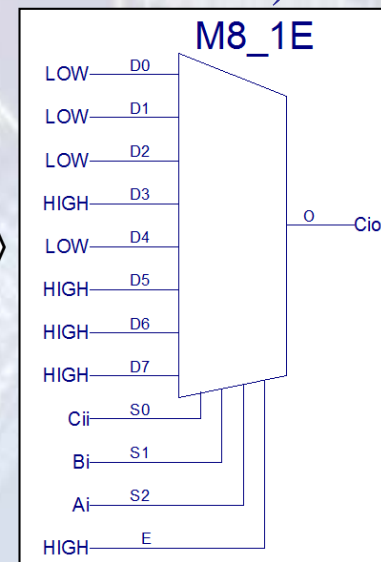 M8_1E
LOW D0
LOW D1
LOW D2
HIGH D3
LOW D4
HIGH D5
HIGH D6
HIGH D7
O Cio
Cii S0
Bi S1
Ai S2
HIGH E